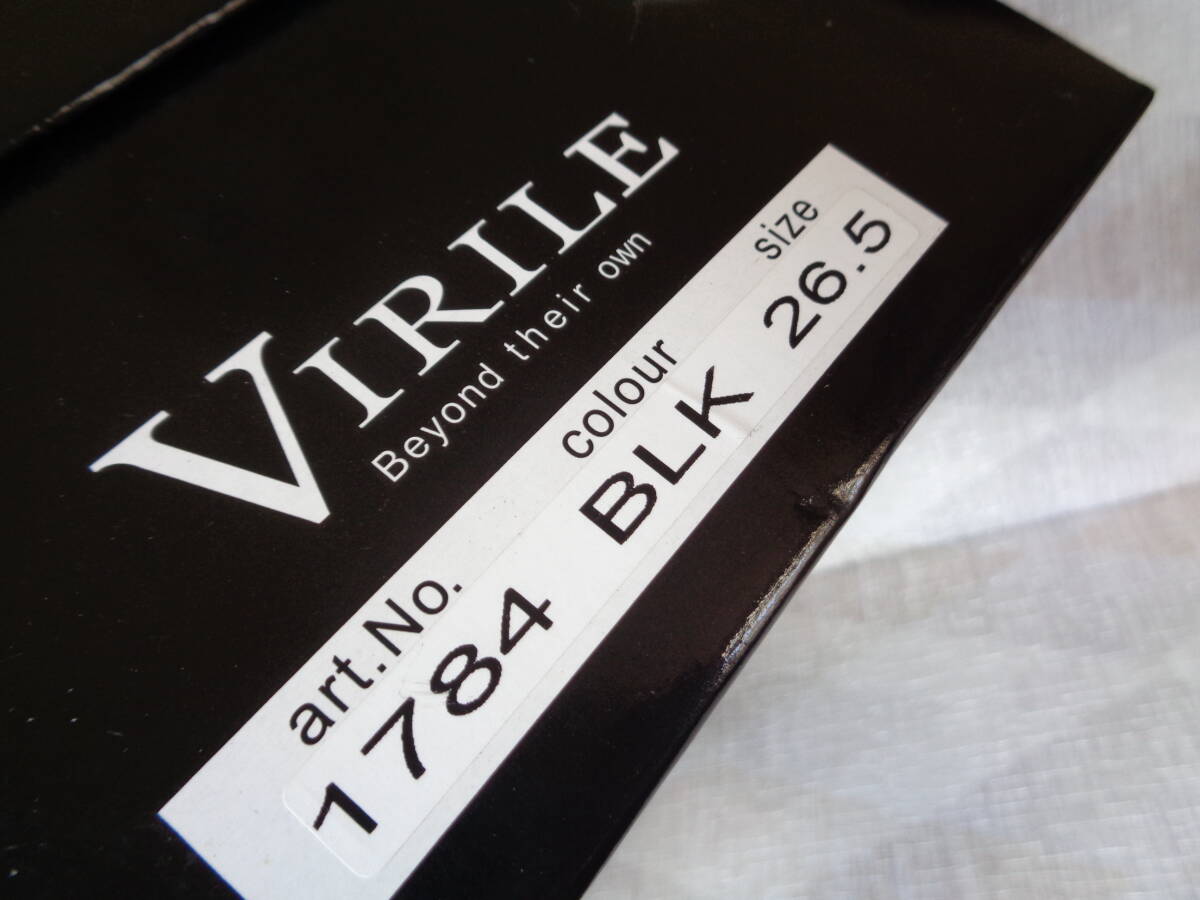 VIRILE
Beyond their own
art.No. colour size
1784 BLK 26.5